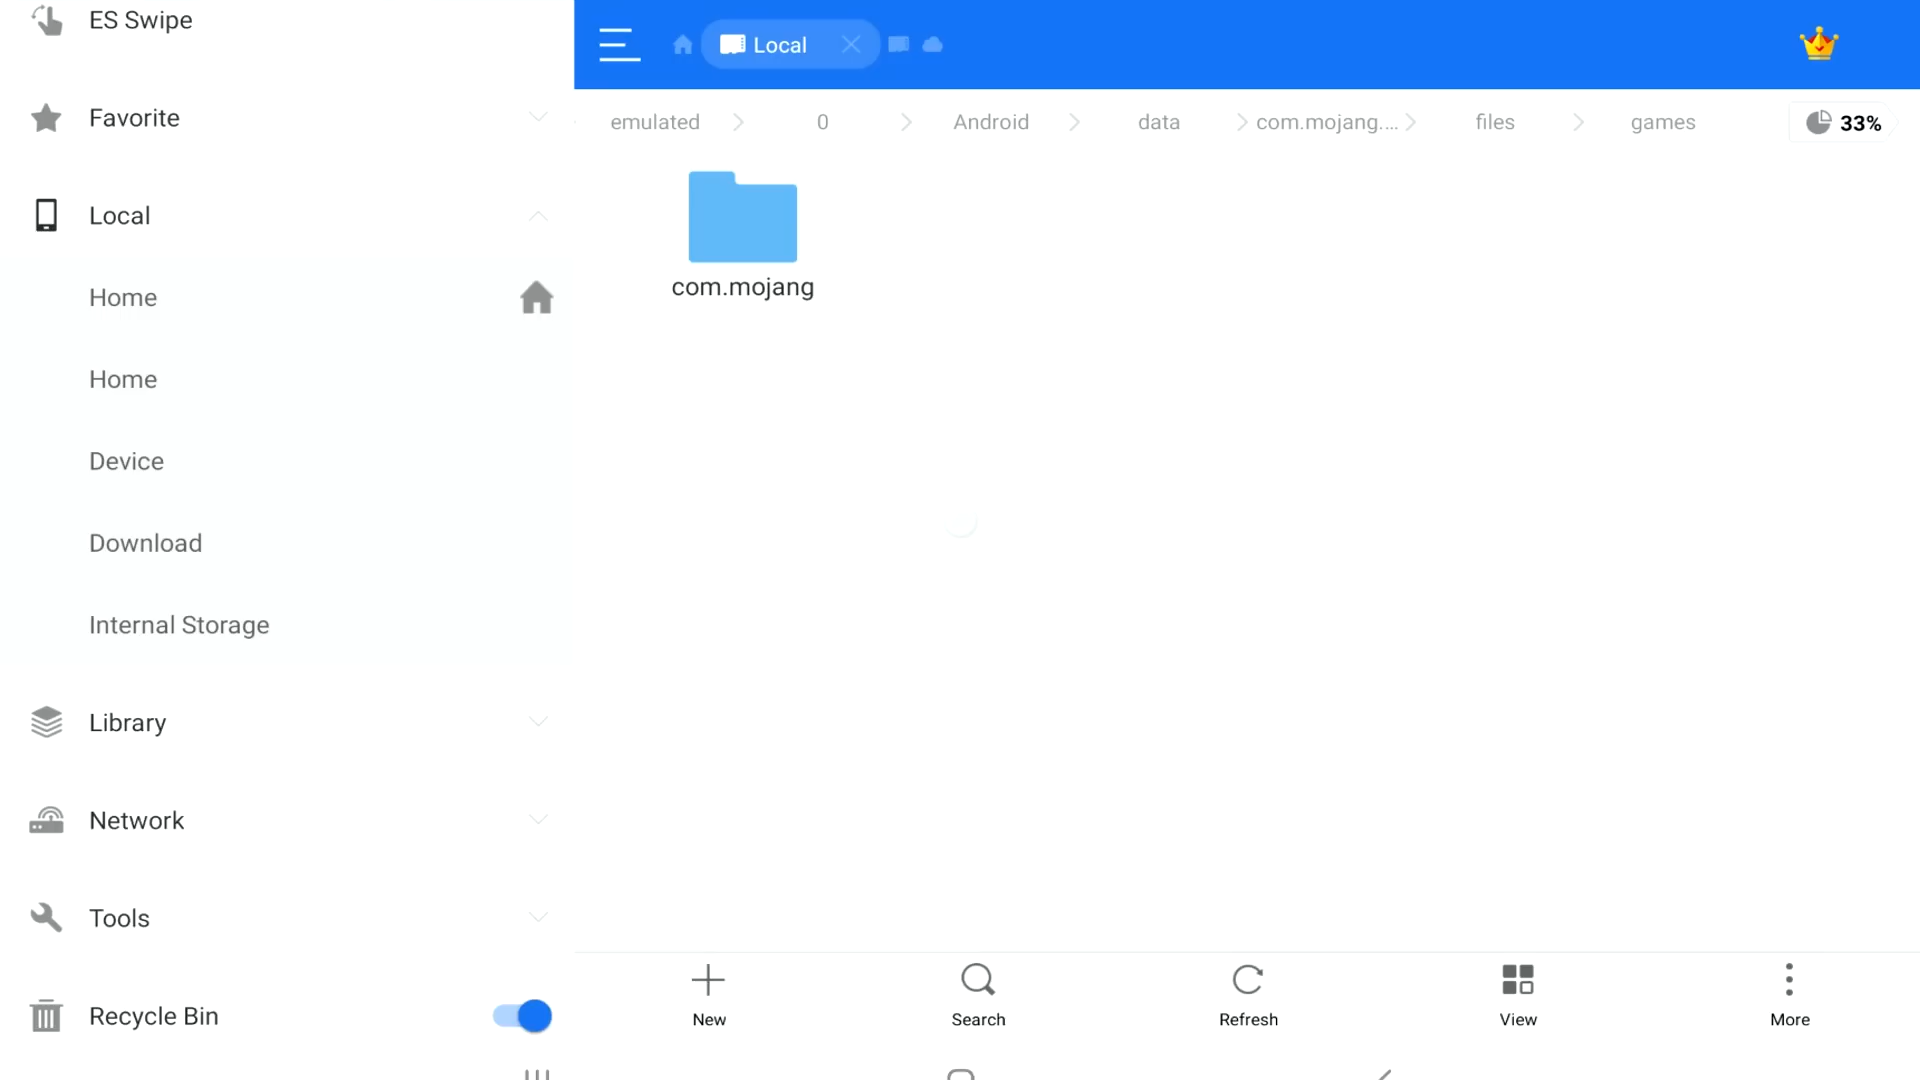 ES Swipe
Favorite
Local
Home
Home
Device
Download
Internal Storage
Library
Network
Tools
Recycle Bin
Local
emulated 0 Android data com.mojang.... files games 33%
com.mojang
New Search Refresh View More